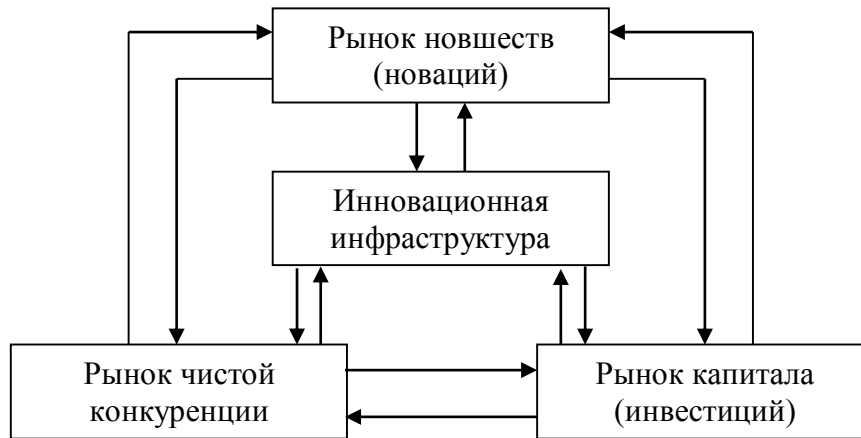 Рынок новшеств
(новаций)
Инновационная
инфраструктура
Рынок чистой
конкуренции
Рынок капитала
(инвестиций)